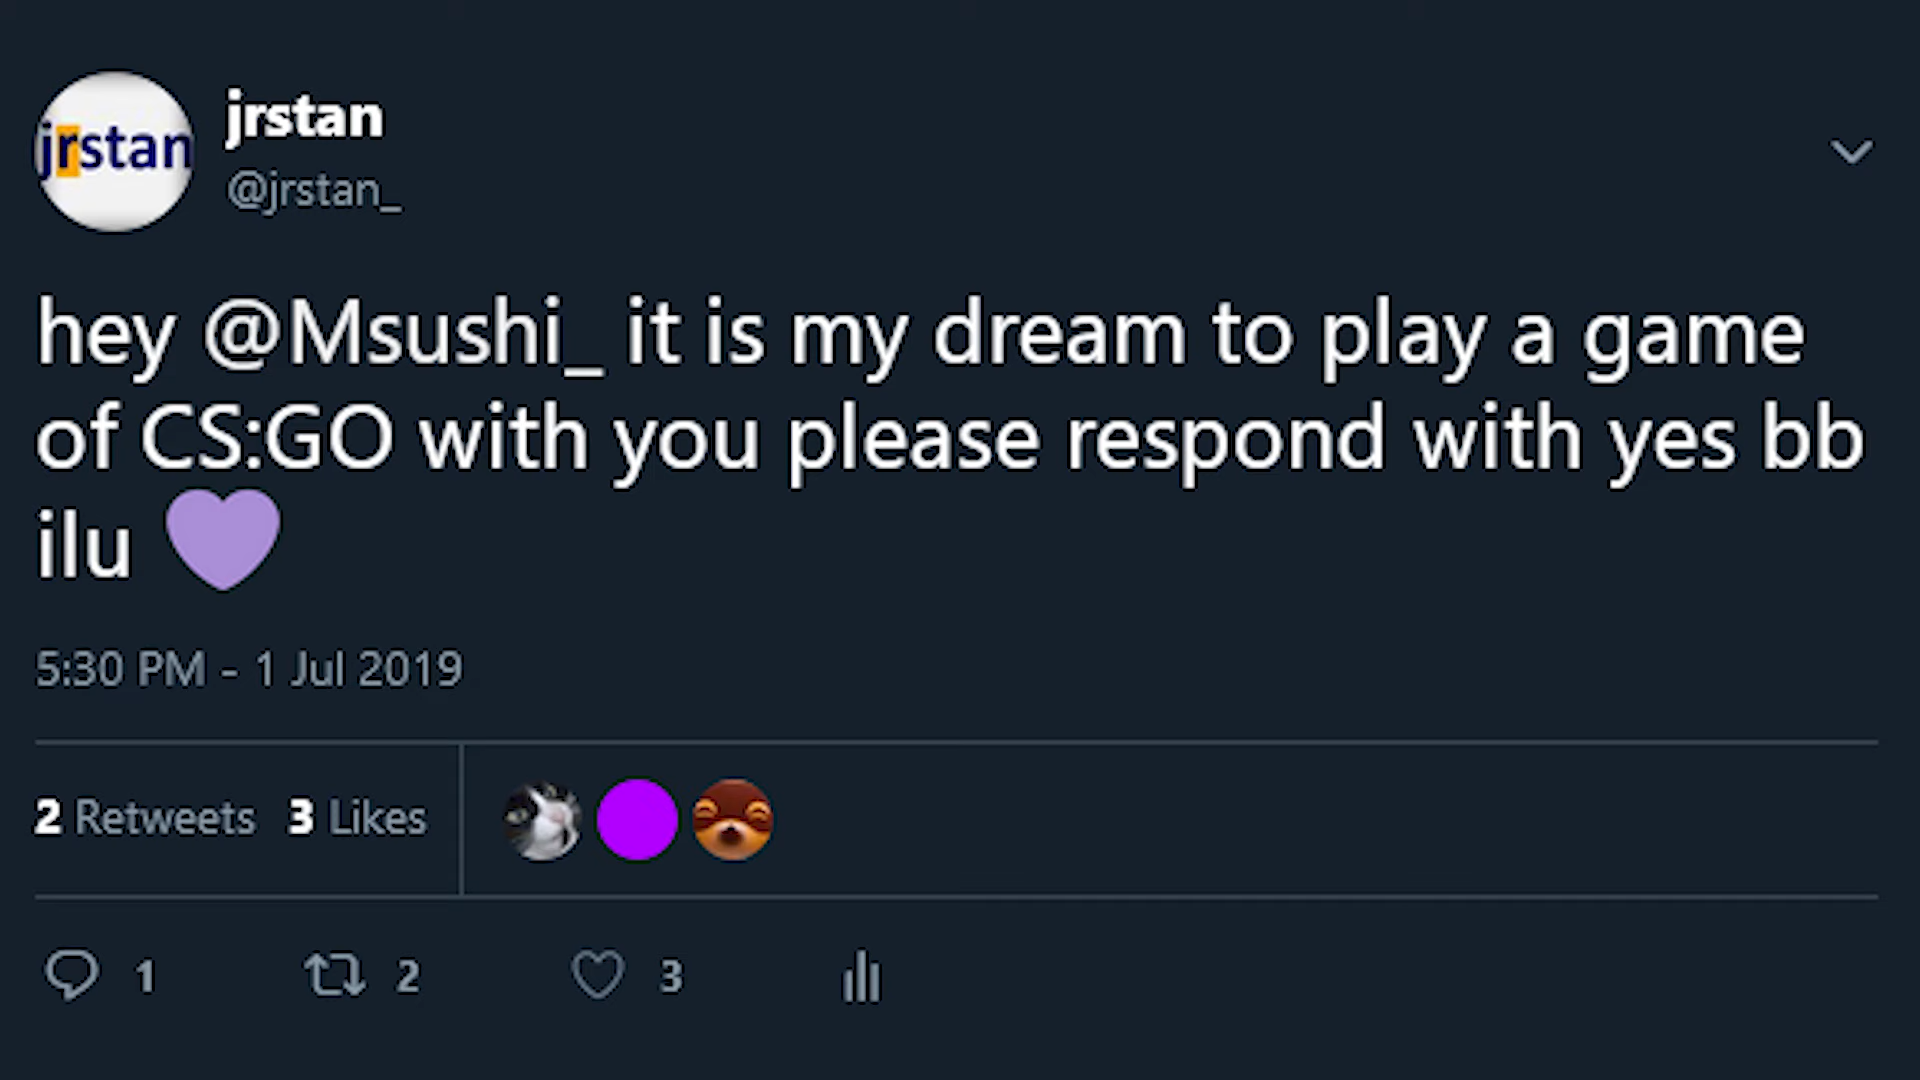 jrstan
jrstan
@jrstan_
hey @Msushi_ it is my dream to play a game
of CS:GO with you please respond with yes bb
ilu 💜
5:30 PM - 1 Jul 2019
2 Retweets 3 Likes
1 2 3